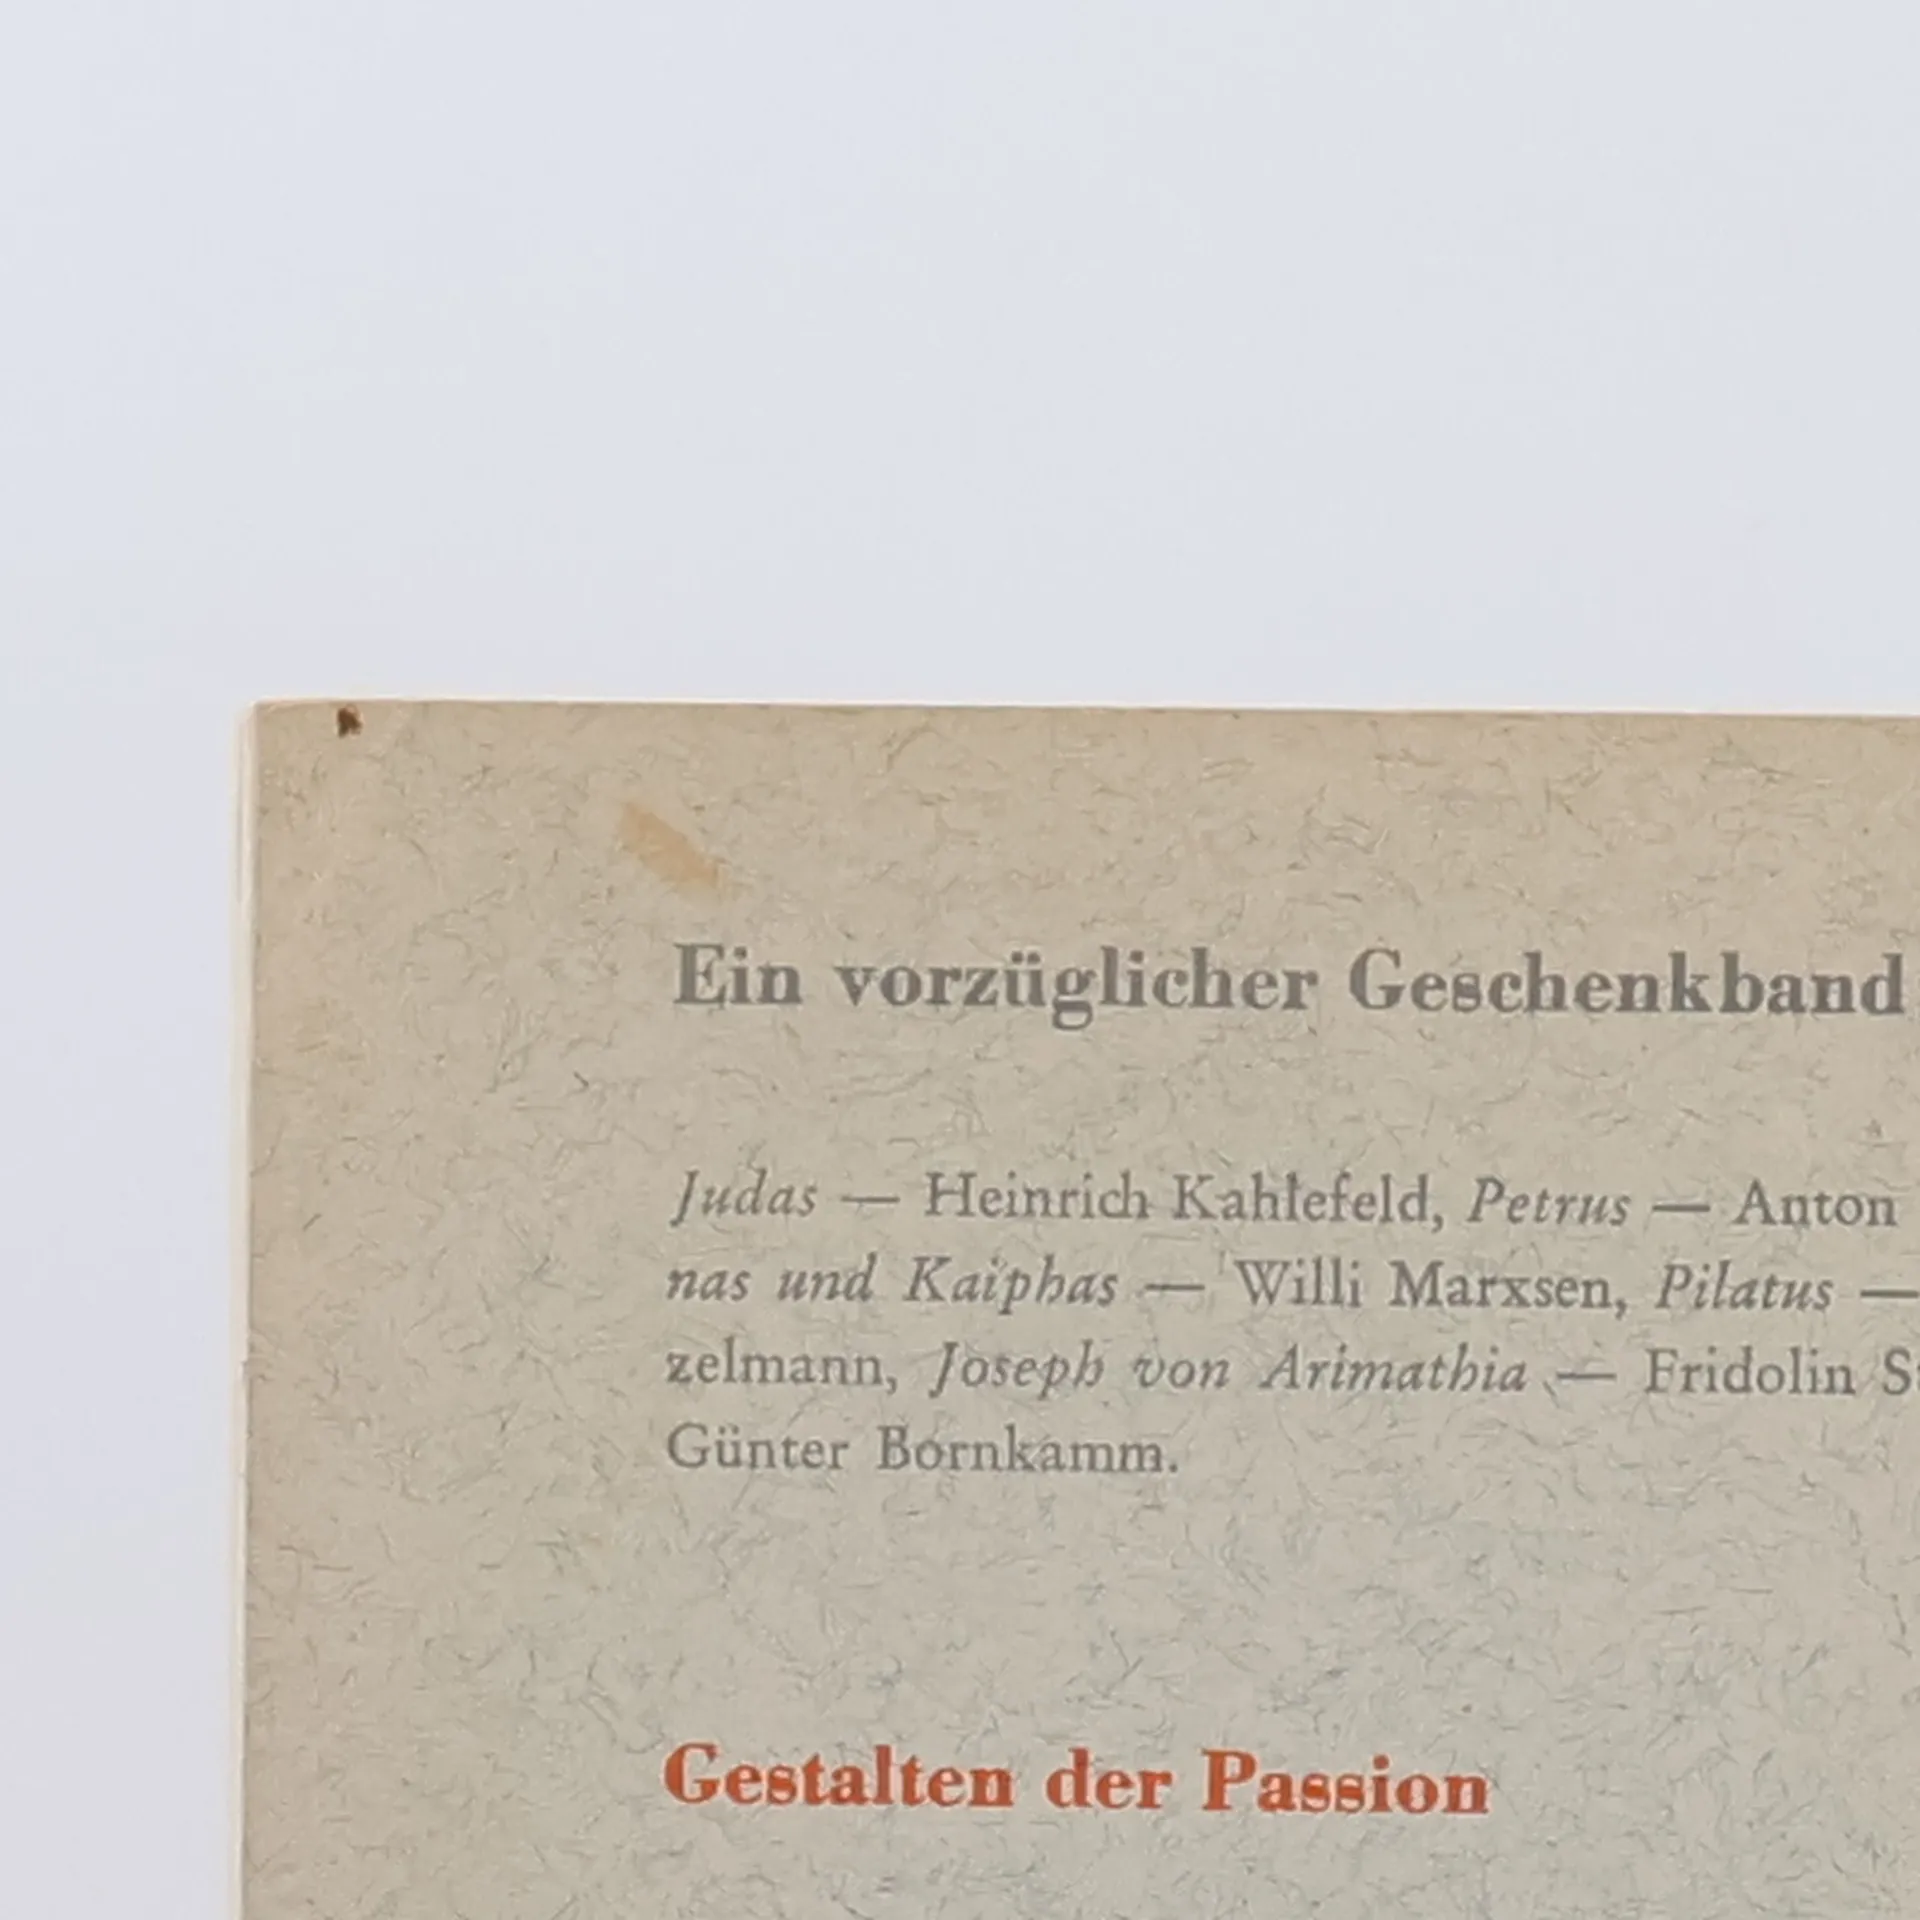 Ein vorzüglicher Geschenkband
Judas — Heinrich Kahlefeld, Petrus — Anton
nas und Kaiphas — Willi Marxsen, Pilatus —
zelmann, Joseph von Arimathia — Fridolin
Günter Bornkamm.
Gestalten der Passion